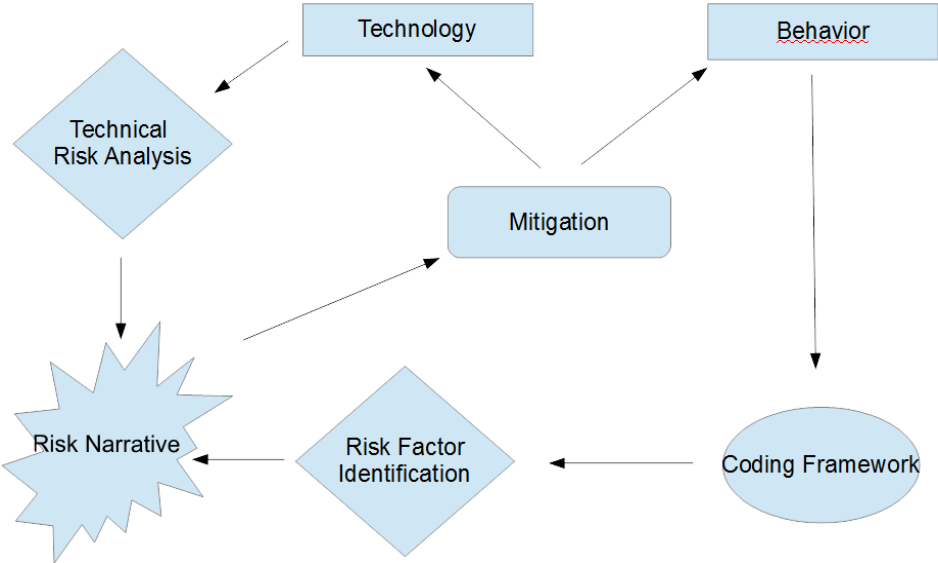 Technology
Behavior
Technical
Risk Analysis
Mitigation
Risk Narrative
Risk Factor
Identification
Coding Framework